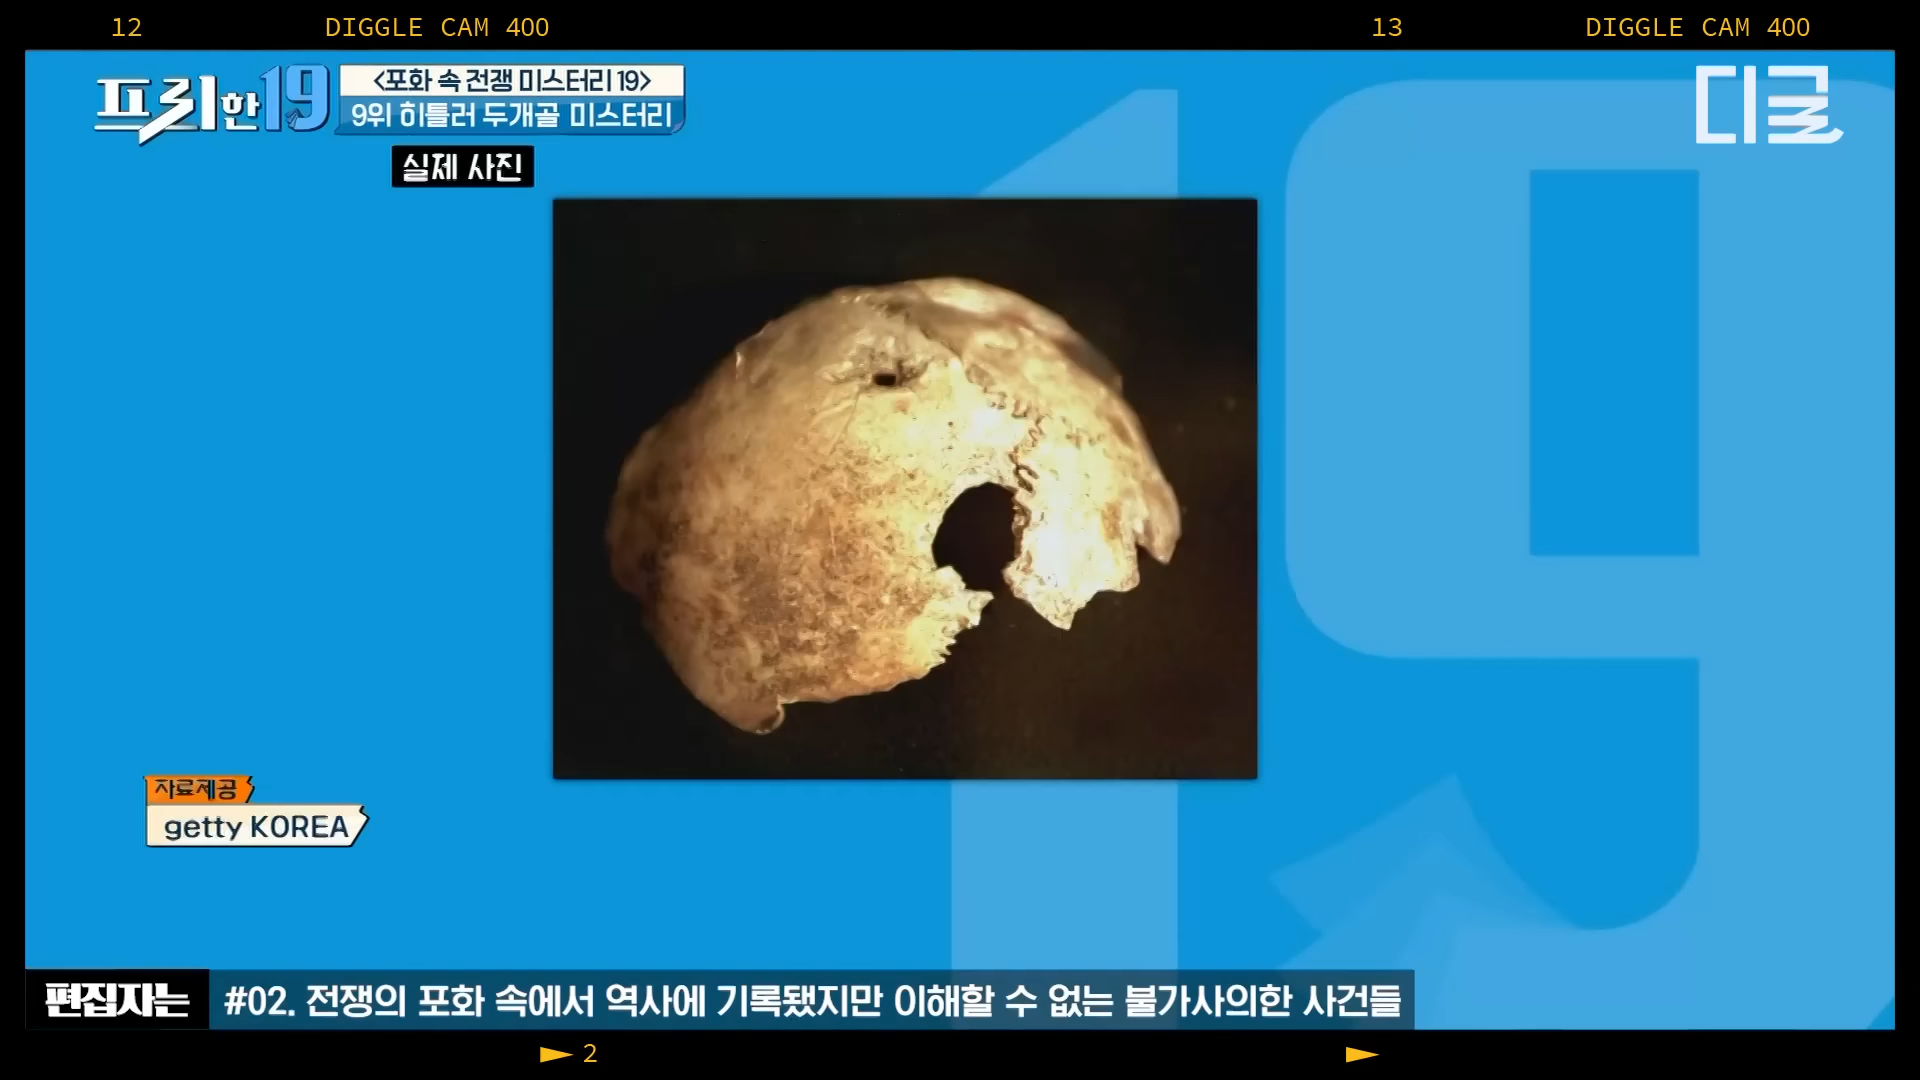 12 DIGGLE CAM 400 13 DIGGLE CAM 400
프리한19
<포화 속 전쟁 미스터리 19>
9위 히틀러 두개골 미스터리
디글
실제 사진
자료제공
getty KOREA
편집자는
#02. 전쟁의 포화 속에서 역사에 기록됐지만 이해할 수 없는 불가사의한 사건들
2